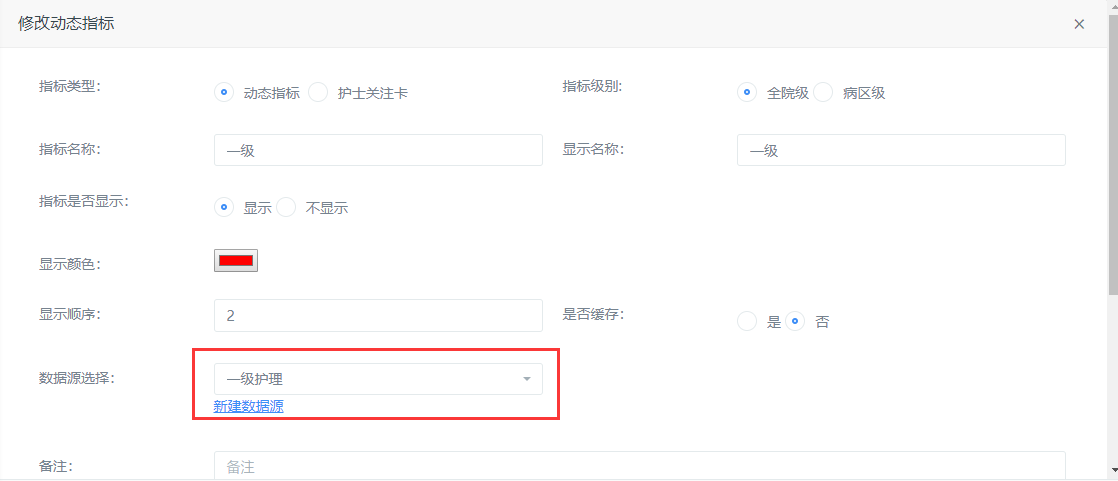 修改动态指标
指标类型： 动态指标 护士关注卡 指标级别: 全院级 病区级
指标名称： 一级 显示名称： 一级
指标是否显示： 显示 不显示
显示颜色：
显示顺序： 2 是否缓存： 是 否
数据源选择： 一级护理
新建数据源
备注： 备注